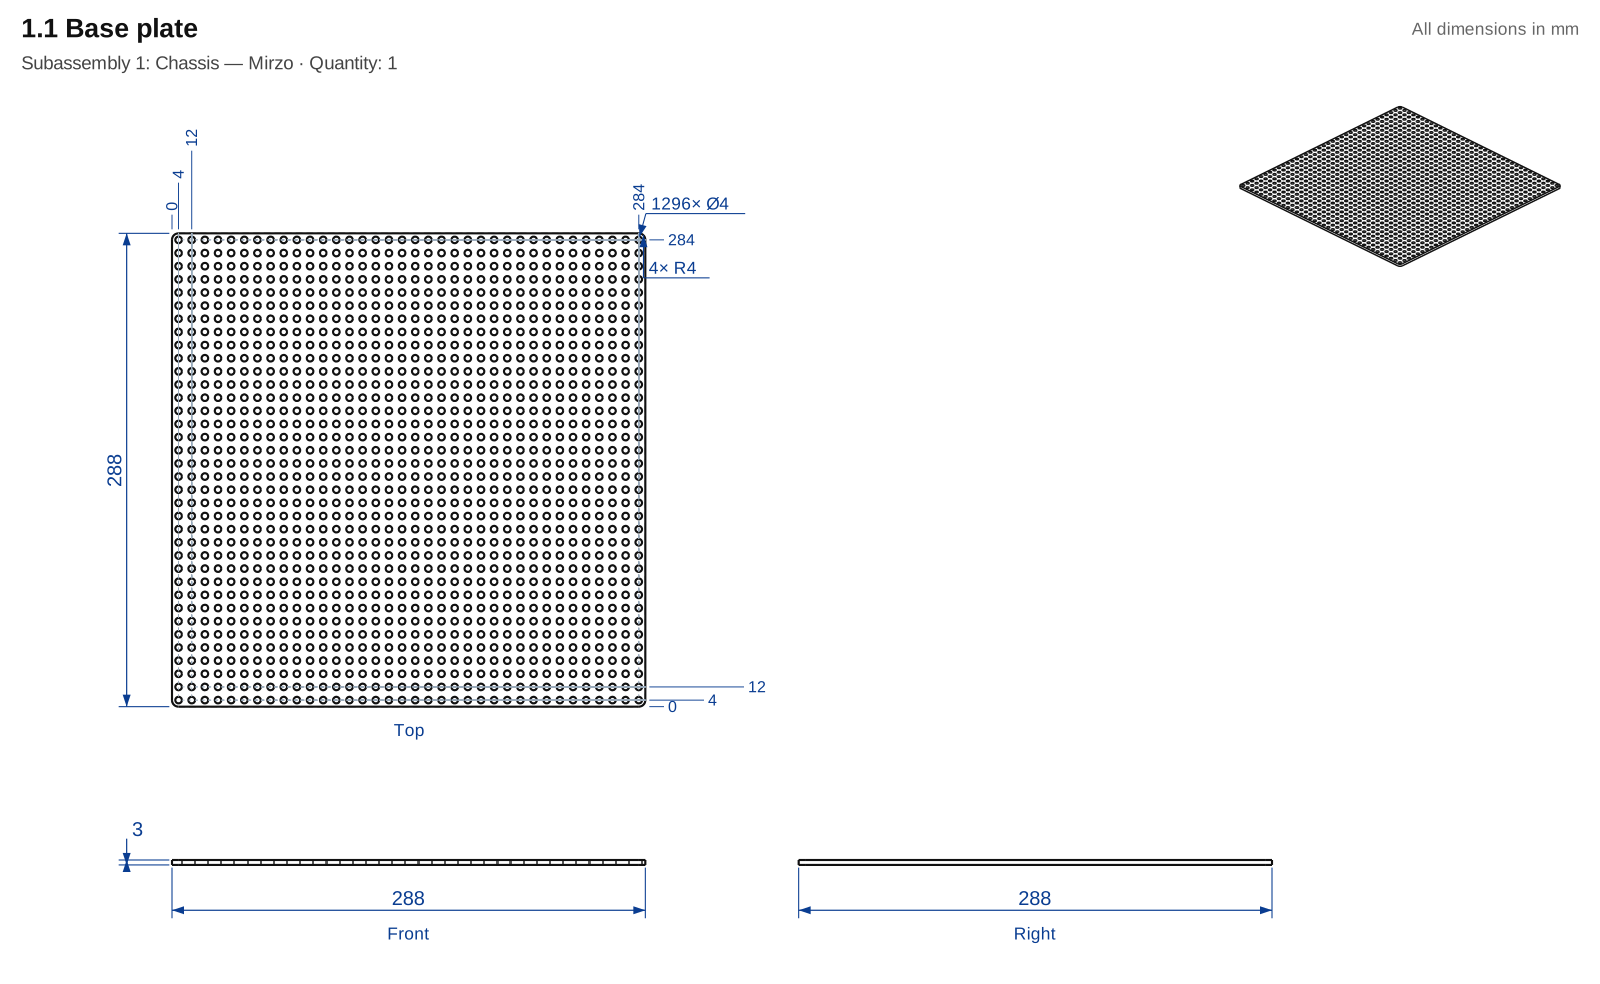 1.1 Base plate
All dimensions in mm
Subassembly 1: Chassis — Mirzo · Quantity: 1
12
4
0
284
1296× Ø4
284
4× R4
288
12
4
0
Top
3
288
288
Front
Right